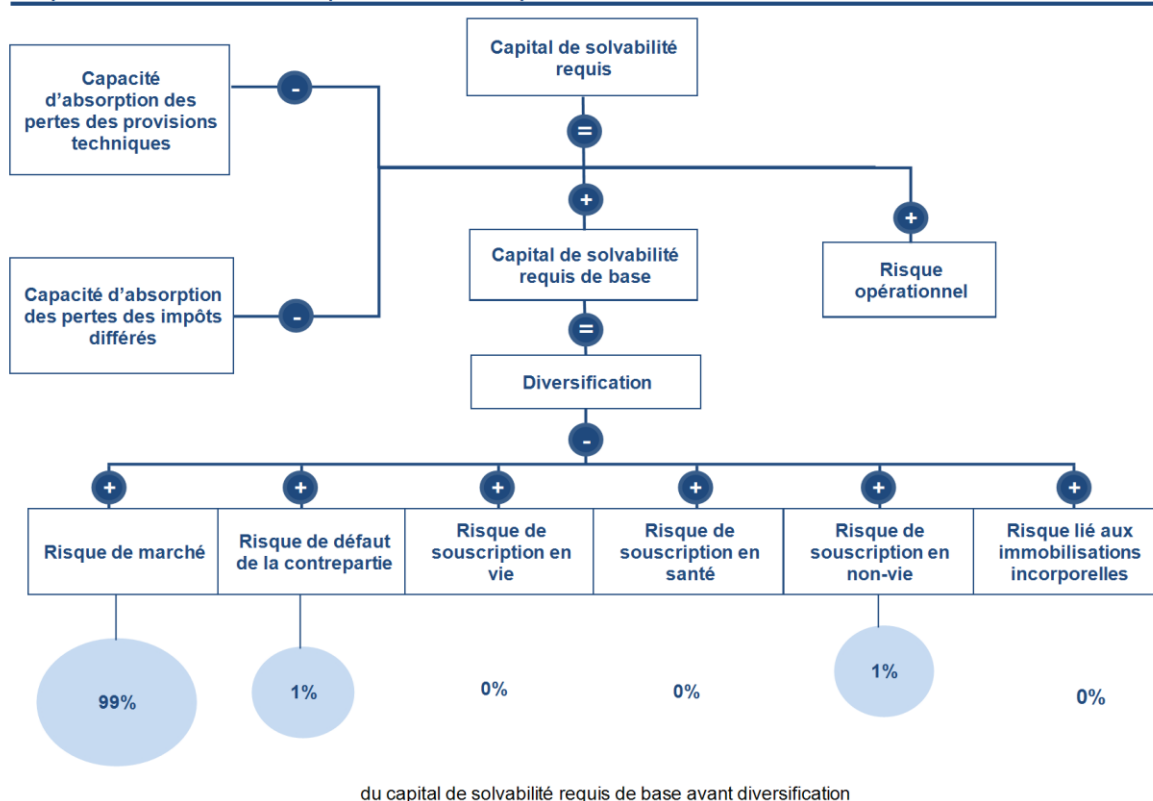 Capital de solvabilité
requis
Capacité
d'absorption des
pertes des provisions
techniques
-
=
+
+
Capital de solvabilité
requis de base
Risque
opérationnel
Capacité d'absorption
des pertes des impôts
différés
-
=
Diversification
-
+ + + + + +
Risque de marché
Risque de défaut
de la contrepartie
Risque de
souscription en
vie
Risque de
souscription en
santé
Risque de
souscription en
non-vie
Risque lié aux
immobilisations
incorporelles
99% 1% 0% 0% 1% 0%
du capital de solvabilité requis de base avant diversification